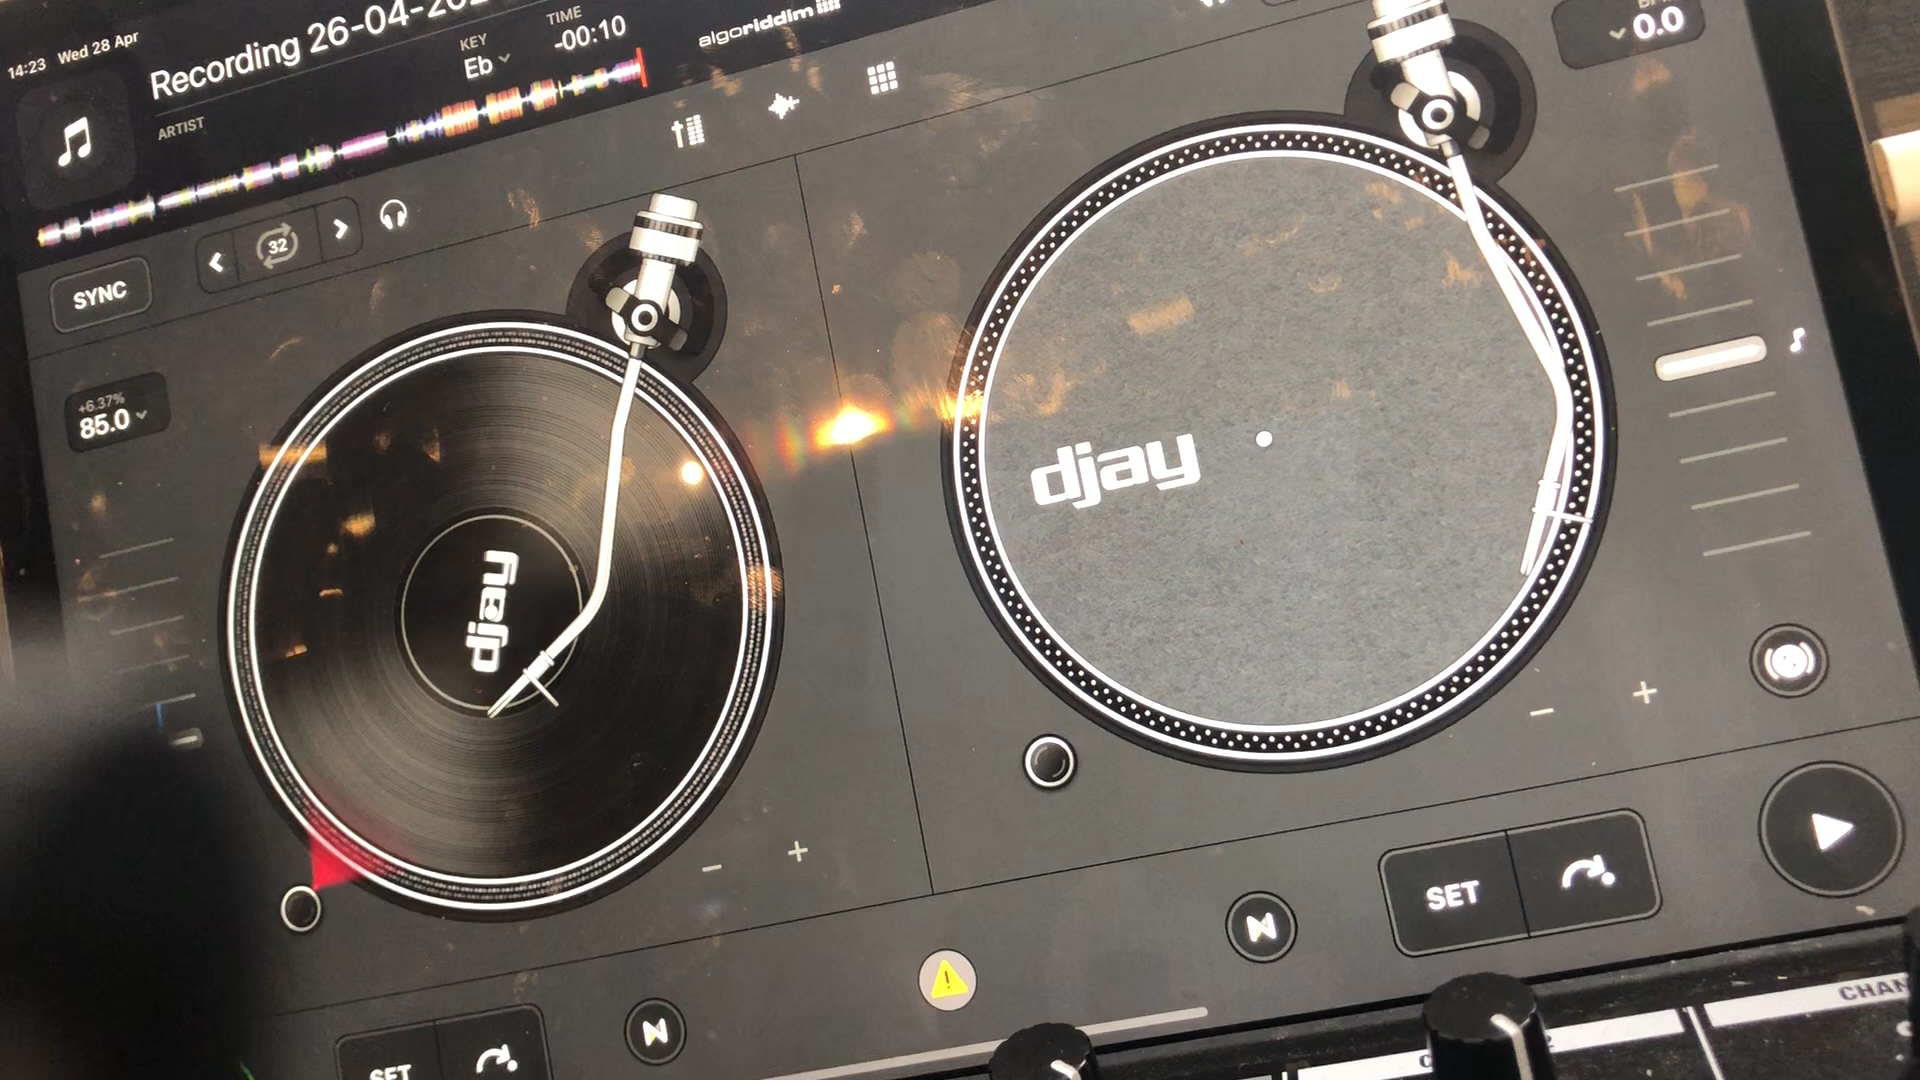 14:23 Wed 28 Apr
Recording 26-04-202
KEY
Eb
TIME
-00:10
algoriddim
ARTIST
0.0
32
SYNC
+6.37%
85.0
djay
djay
SET
SET
CHAN